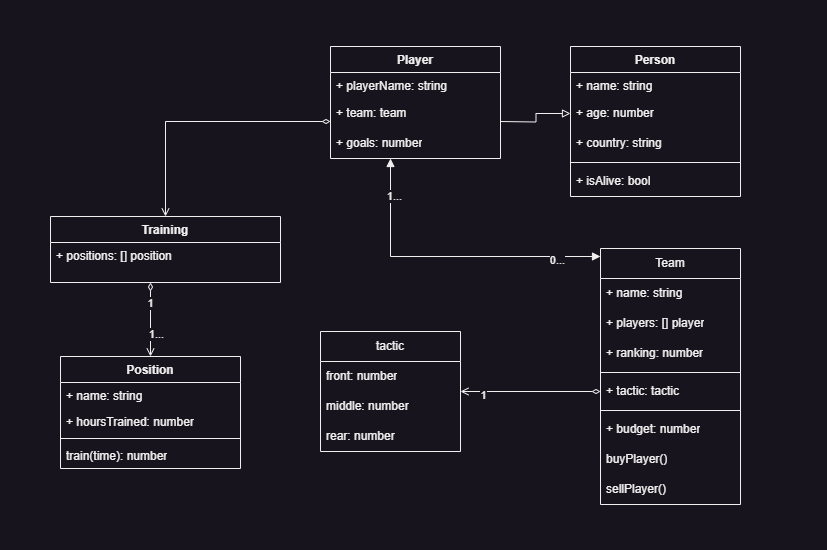 Player
+ playerName: string
+ team: team
+ goals: number
Person
+ name: string
+ age: number
+ country: string
+ isAlive: bool
1...
0...
Training
+ positions: [] position
1
1...
Position
+ name: string
+ hoursTrained: number
train(time): number
tactic
front: number
middle: number
rear: number
1
Team
+ name: string
+ players: [] player
+ ranking: number
+ tactic: tactic
+ budget: number
buyPlayer()
sellPlayer()